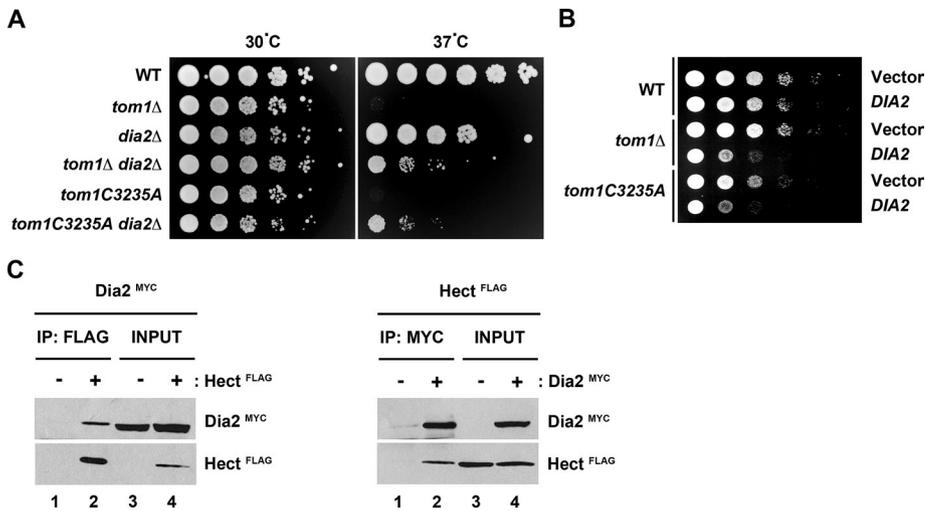 A
30°C 37°C
WT
tom1Δ
dia2Δ
tom1Δ dia2Δ
tom1C3235A
tom1C3235A dia2Δ
B
WT
Vector
DIA2
tom1Δ
Vector
DIA2
tom1C3235A
Vector
DIA2
C
Dia2 MYC
IP: FLAG INPUT
- + - + : Hect FLAG
Dia2 MYC
Hect FLAG
1 2 3 4
Hect FLAG
IP: MYC INPUT
- + - + : Dia2 MYC
Dia2 MYC
Hect FLAG
1 2 3 4